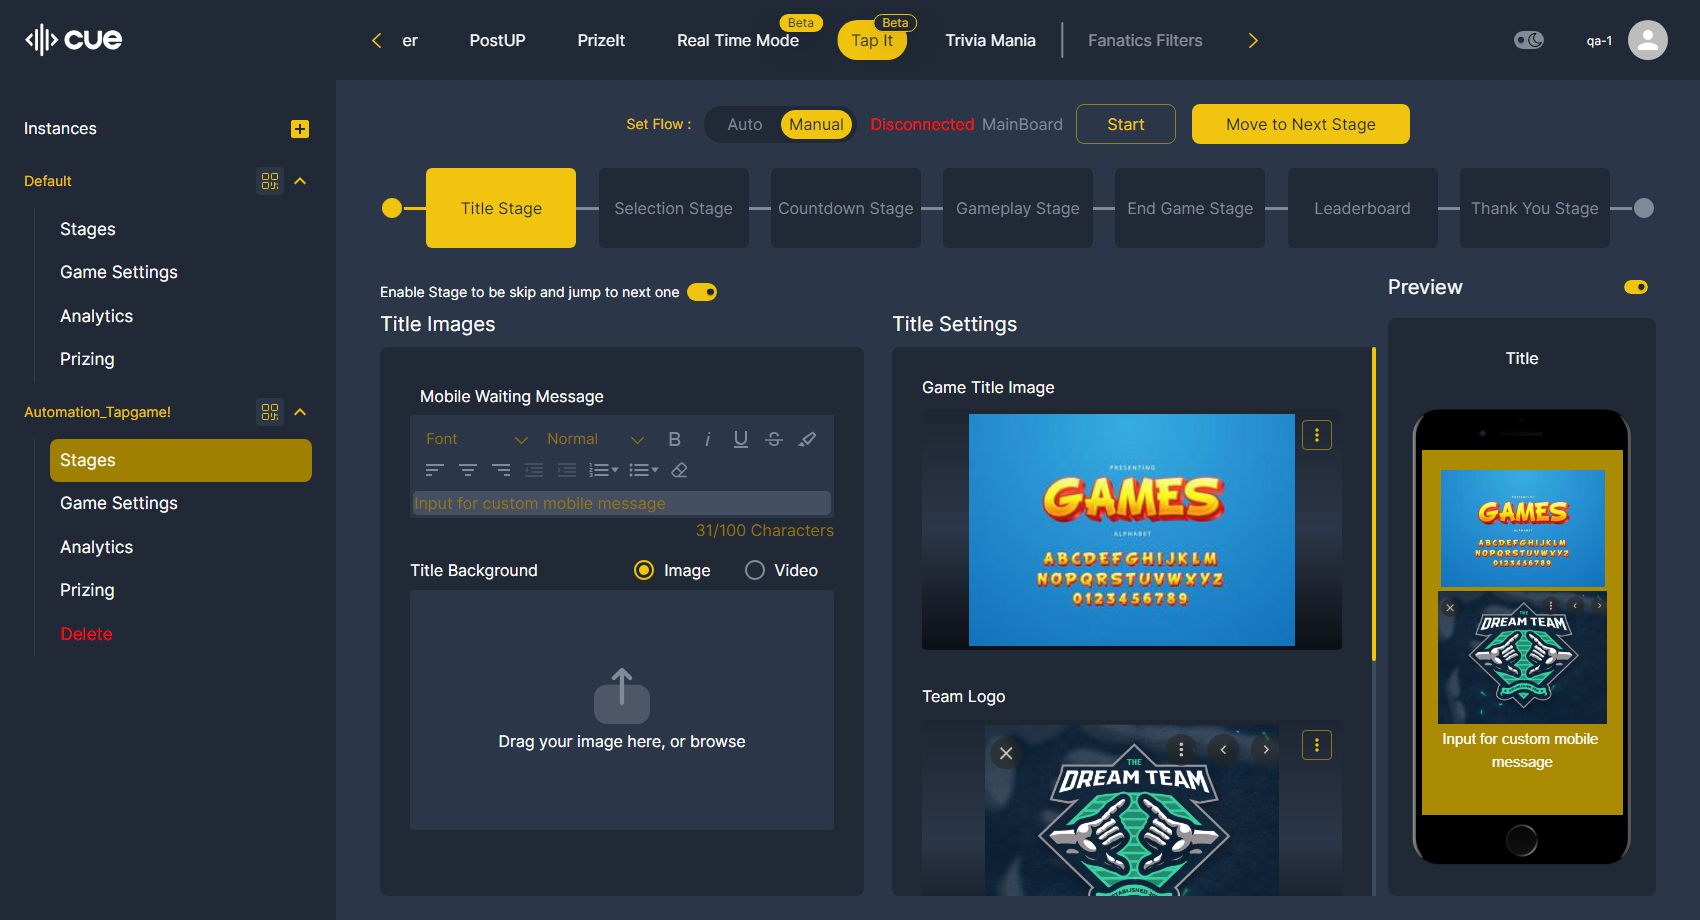 cue
er
PostUP
PrizeIt
Real Time Mode
Beta
Tap It
Beta
Trivia Mania
Fanatics Filters
qa-1
Instances
Default
Stages
Game Settings
Analytics
Prizing
Automation_Tapgame!
Stages
Game Settings
Analytics
Prizing
Delete
Set Flow :
Auto
Manual
Disconnected MainBoard
Start
Move to Next Stage
Title Stage
Selection Stage
Countdown Stage
Gameplay Stage
End Game Stage
Leaderboard
Thank You Stage
Enable Stage to be skip and jump to next one
Title Images
Mobile Waiting Message
Font
Normal
B i U S
Input for custom mobile message
31/100 Characters
Title Background
Image
Video
Drag your image here, or browse
Title Settings
Game Title Image
PRESENTING
GAMES
ALPHABET
ABCDEFGHIJKLM
NOPQRSTUVWXYZ
0123456789
Team Logo
THE
DREAM TEAM
Preview
Title
PRESENTING
GAMES
ALPHABET
ABCDEFGHIJKLM
NOPQRSTUVWXYZ
0123456789
THE
DREAM TEAM
Input for custom mobile
message